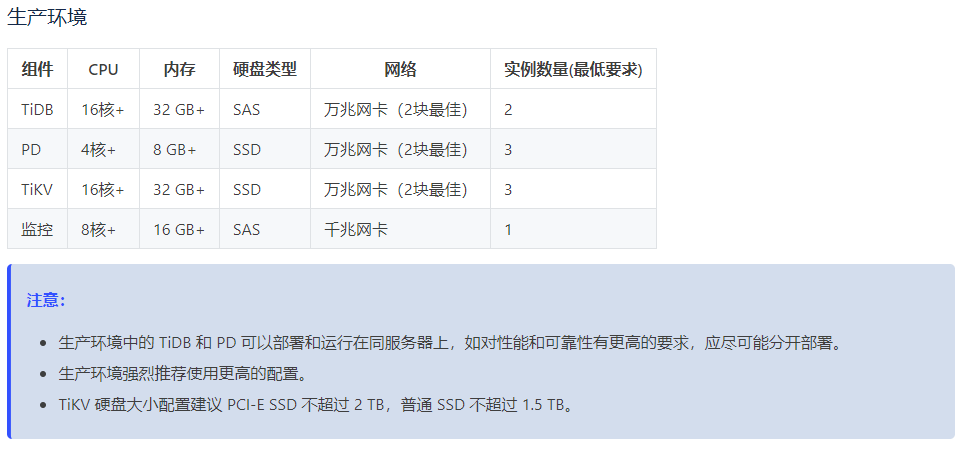 生产环境
组件 CPU 内存 硬盘类型 网络 实例数量(最低要求)
TiDB 16核+ 32 GB+ SAS 万兆网卡（2块最佳） 2
PD 4核+ 8 GB+ SSD 万兆网卡（2块最佳） 3
TiKV 16核+ 32 GB+ SSD 万兆网卡（2块最佳） 3
监控 8核+ 16 GB+ SAS 千兆网卡 1
注意：
生产环境中的 TiDB 和 PD 可以部署和运行在同服务器上，如对性能和可靠性有更高的要求，应尽可能分开部署。
生产环境强烈推荐使用更高的配置。
TiKV 硬盘大小配置建议 PCI-E SSD 不超过 2 TB，普通 SSD 不超过 1.5 TB。